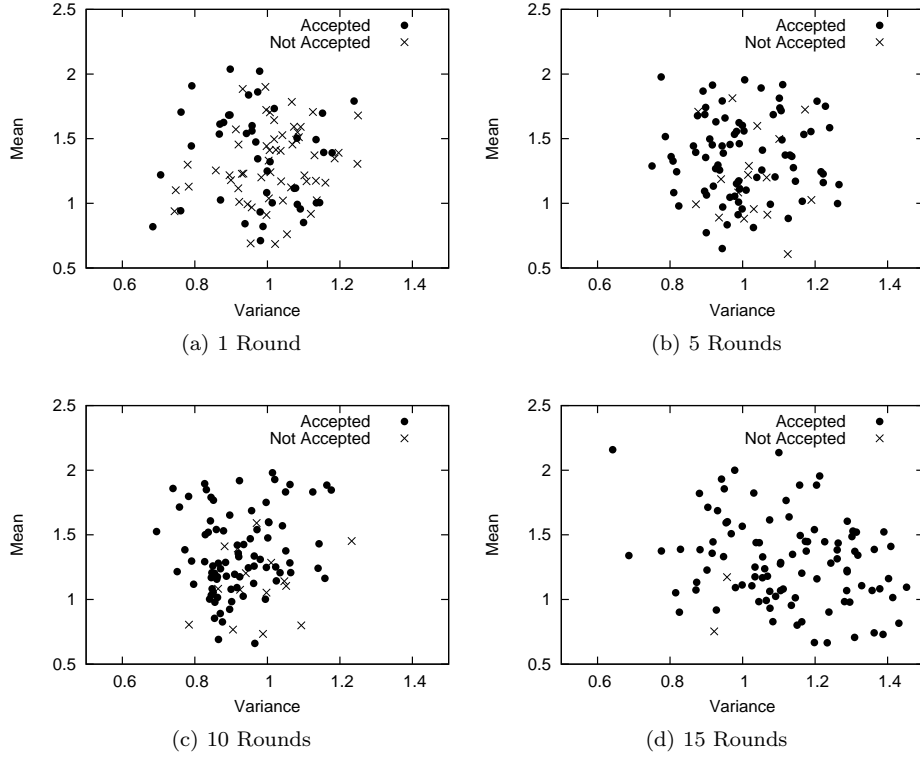 2.5
2
1.5
1
0.5
0.6
0.8
1
1.2
1.4
Mean
Variance
Accepted
Not Accepted
(a) 1 Round
2.5
2
1.5
1
0.5
0.6
0.8
1
1.2
1.4
Mean
Variance
Accepted
Not Accepted
(b) 5 Rounds
2.5
2
1.5
1
0.5
0.6
0.8
1
1.2
1.4
Mean
Variance
Accepted
Not Accepted
(c) 10 Rounds
2.5
2
1.5
1
0.5
0.6
0.8
1
1.2
1.4
Mean
Variance
Accepted
Not Accepted
(d) 15 Rounds